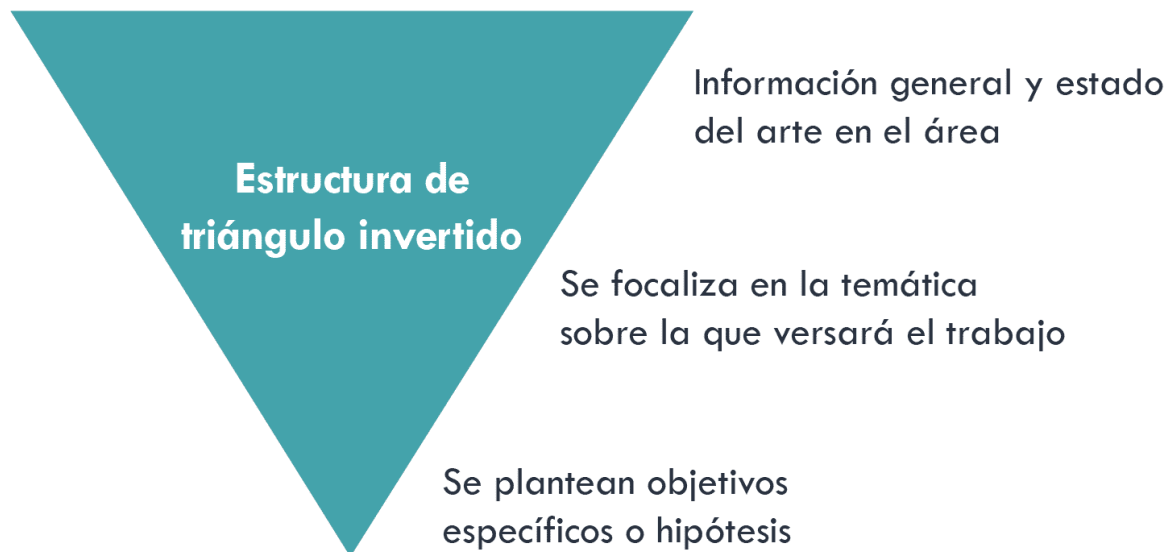 Información general y estado
del arte en el área
Estructura de
triángulo invertido
Se focaliza en la temática
sobre la que versará el trabajo
Se plantean objetivos
específicos o hipótesis